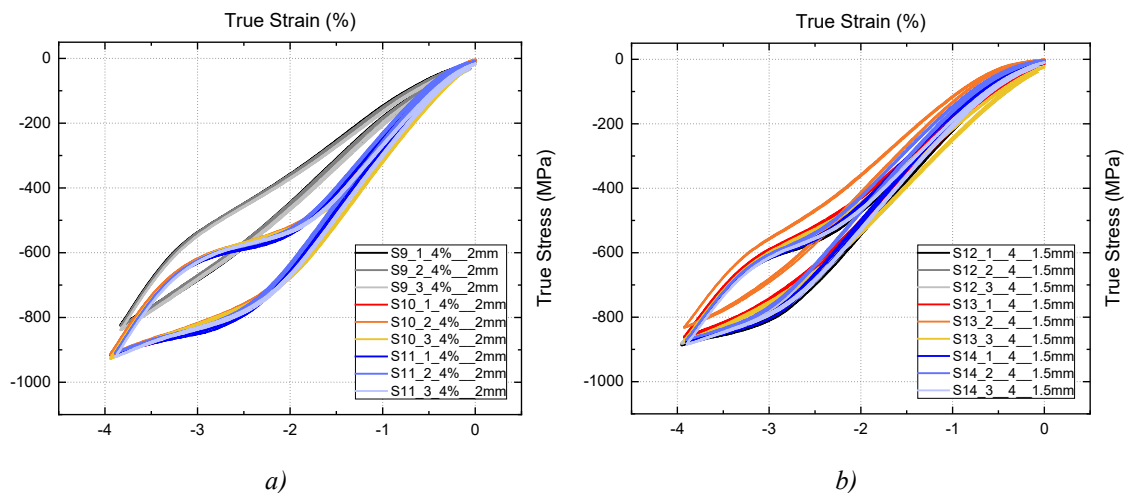 True Strain (%)
0
-200
-400
-600
-800
-1000
-4
-3
-2
-1
0
True Stress (MPa)
S9_1_4%__2mm
S9_2_4%__2mm
S9_3_4%__2mm
S10_1_4%__2mm
S10_2_4%__2mm
S10_3_4%__2mm
S11_1_4%__2mm
S11_2_4%__2mm
S11_3_4%__2mm
a)
True Strain (%)
0
-200
-400
-600
-800
-1000
-4
-3
-2
-1
0
True Stress (MPa)
S12_1__4__1.5mm
S12_2__4__1.5mm
S12_3__4__1.5mm
S13_1__4__1.5mm
S13_2__4__1.5mm
S13_3__4__1.5mm
S14_1__4__1.5mm
S14_2__4__1.5mm
S14_3__4__1.5mm
b)